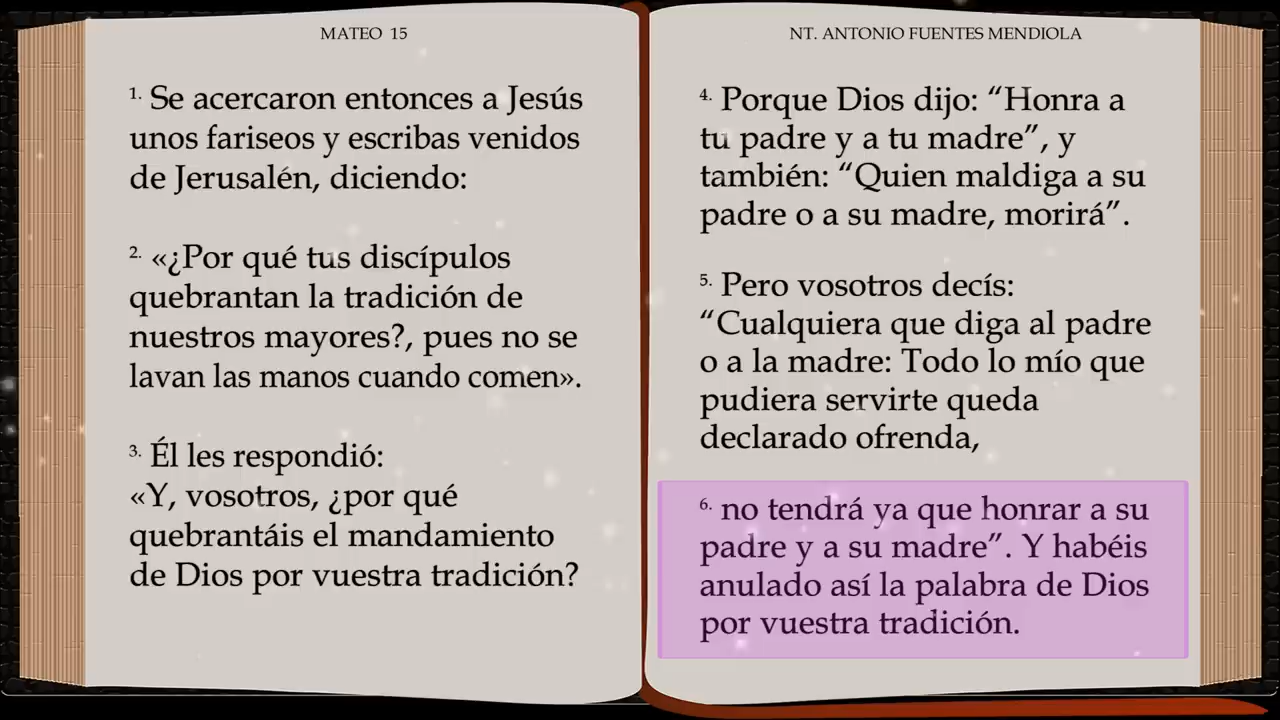 MATEO 15
1. Se acercaron entonces a Jesús
unos fariseos y escribas venidos
de Jerusalén, diciendo:
2. «¿Por qué tus discípulos
quebrantan la tradición de
nuestros mayores?, pues no se
lavan las manos cuando comen».
3. Él les respondió:
«Y, vosotros, ¿por qué
quebrantáis el mandamiento
de Dios por vuestra tradición?
NT. ANTONIO FUENTES MENDIOLA
4. Porque Dios dijo: “Honra a
tu padre y a tu madre”, y
también: “Quien maldiga a su
padre o a su madre, morirá”.
5. Pero vosotros decís:
“Cualquiera que diga al padre
o a la madre: Todo lo mío que
pudiera servirte queda
declarado ofrenda,
6. no tendrá ya que honrar a su
padre y a su madre”. Y habéis
anulado así la palabra de Dios
por vuestra tradición.